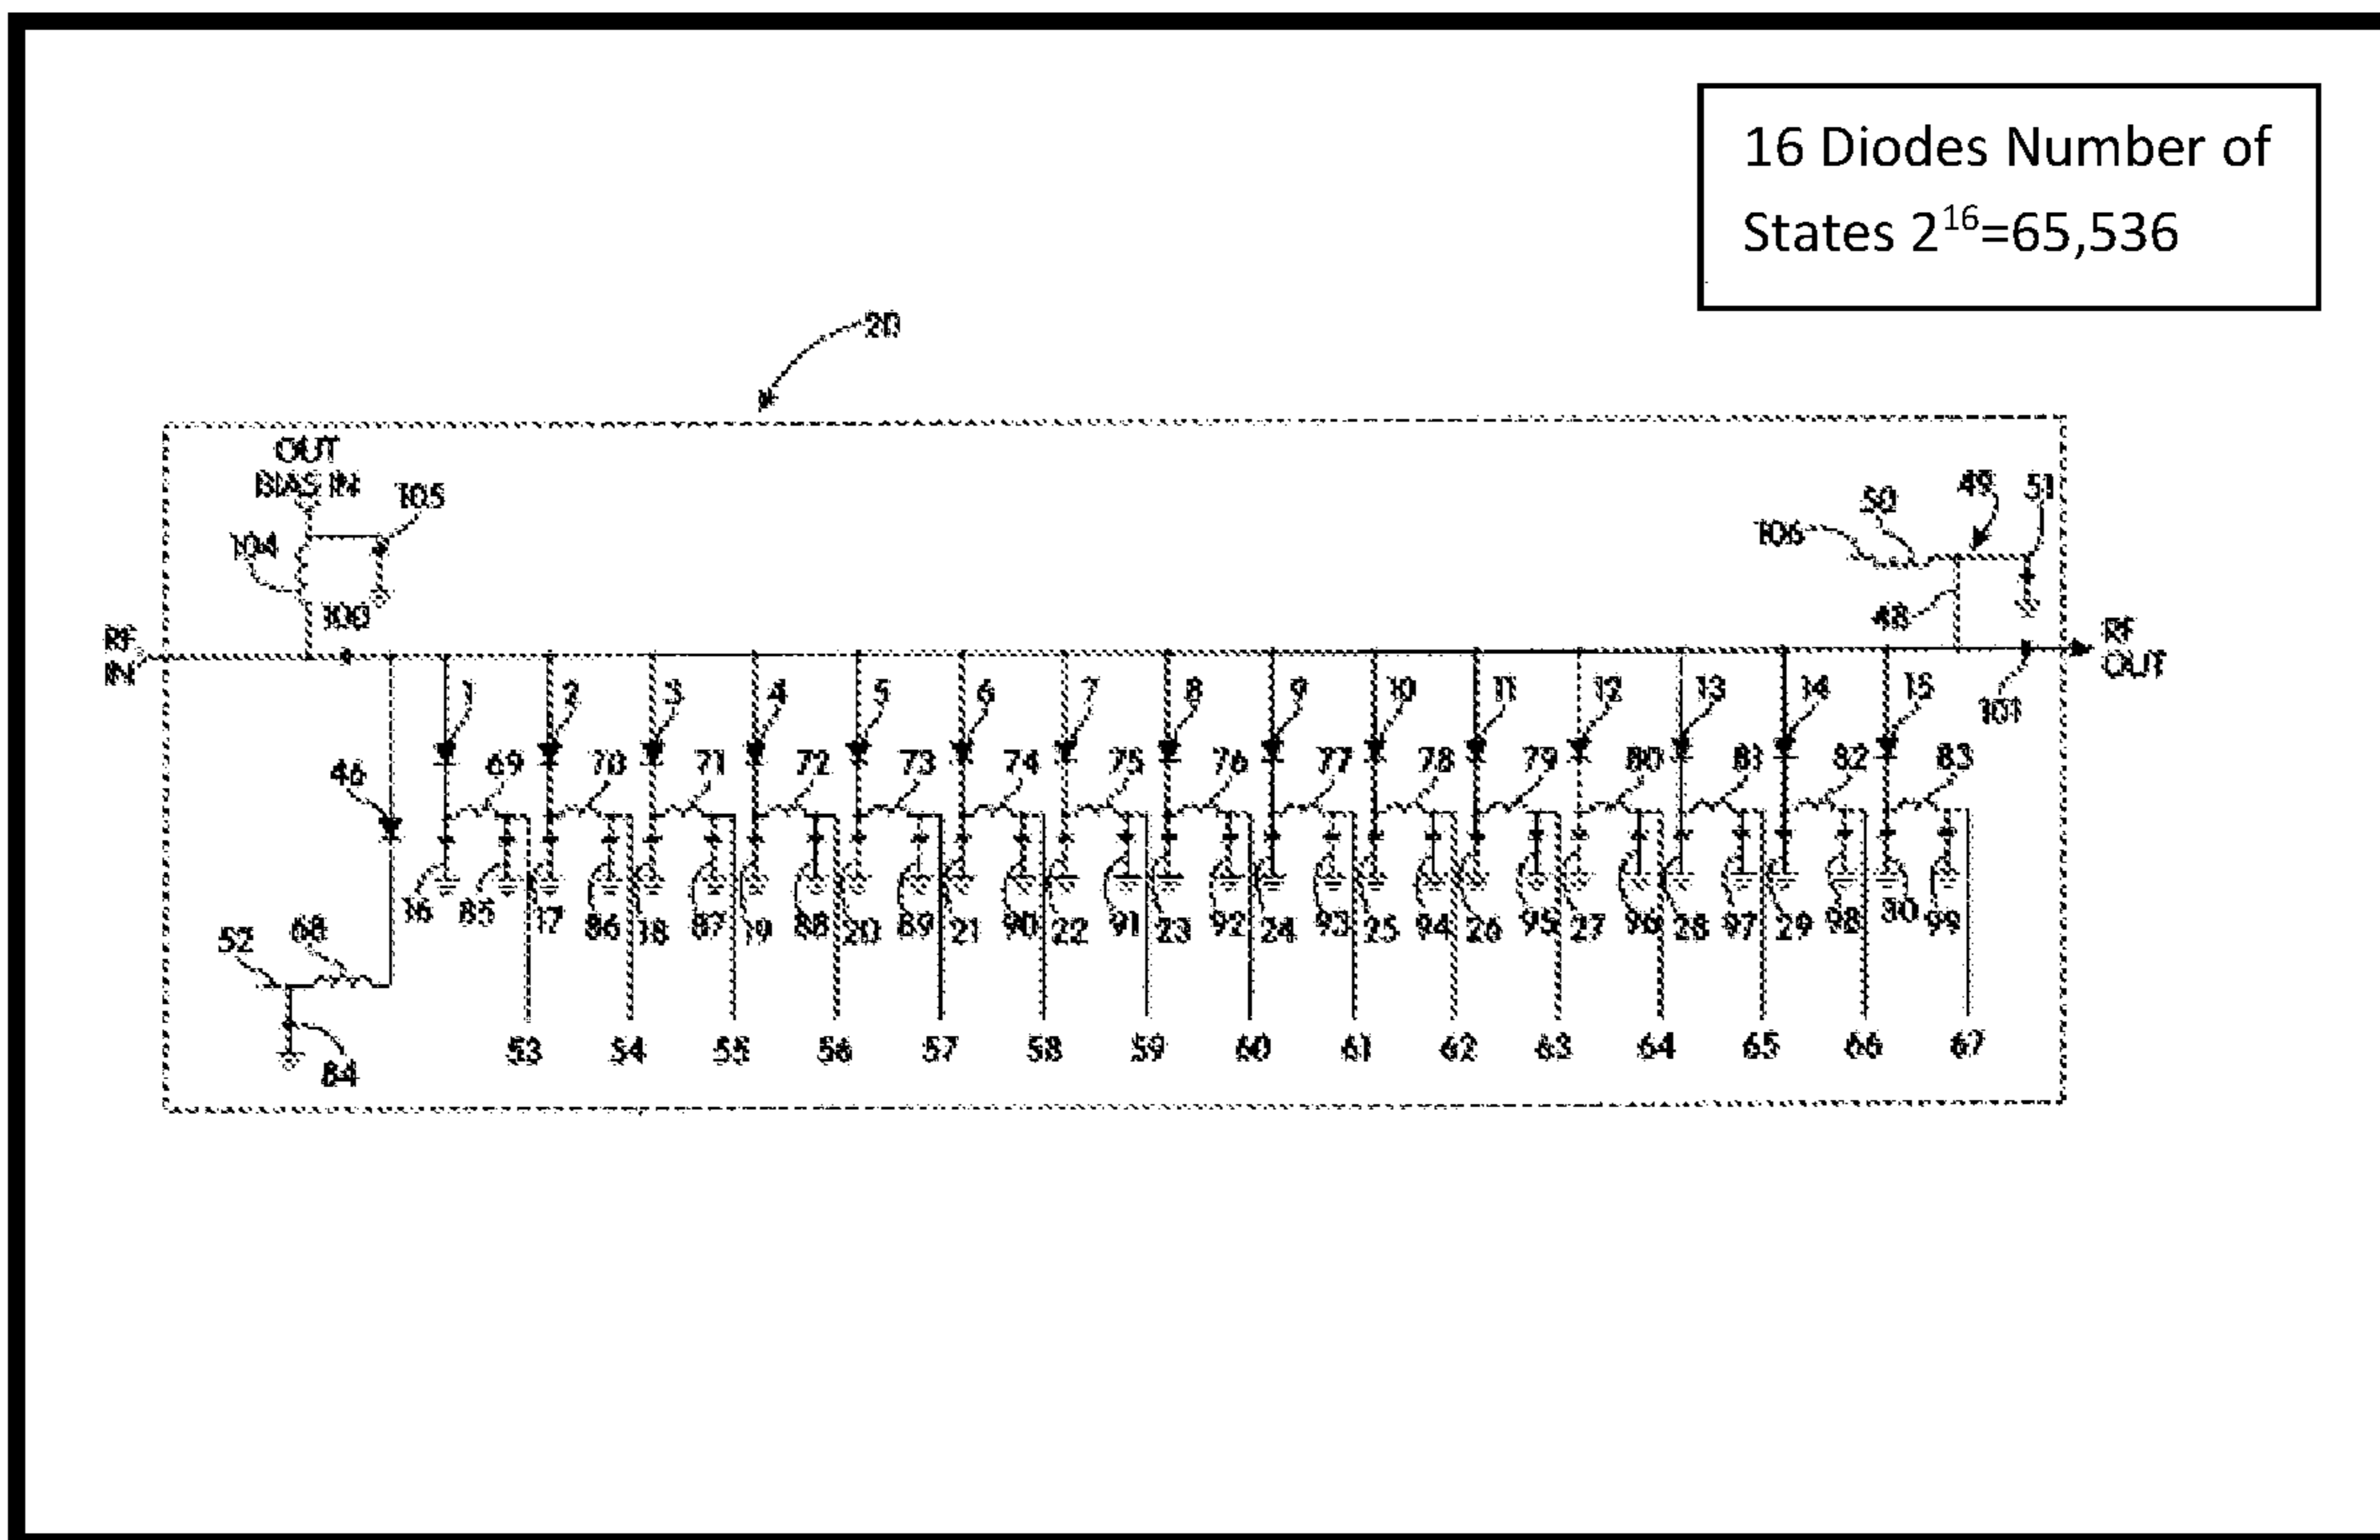 16 Diodes Number of
States 2¹⁶=65,536
20
OUT
BIAS IN
105
104
100
50
49
51
106
48
RF
IN
RF
OUT
1 2 3 4 5 6 7 8 9 10 11 12 13 14 15
101
46
69 70 71 72 73 74 75 76 77 78 79 80 81 82 83
16 85 17 86 18 87 19 88 20 89 21 90 22 91 23 92 24 93 25 94 26 95 27 96 28 97 29 98 30 99
52 68
53 54 55 56 57 58 59 60 61 62 63 64 65 66 67
84